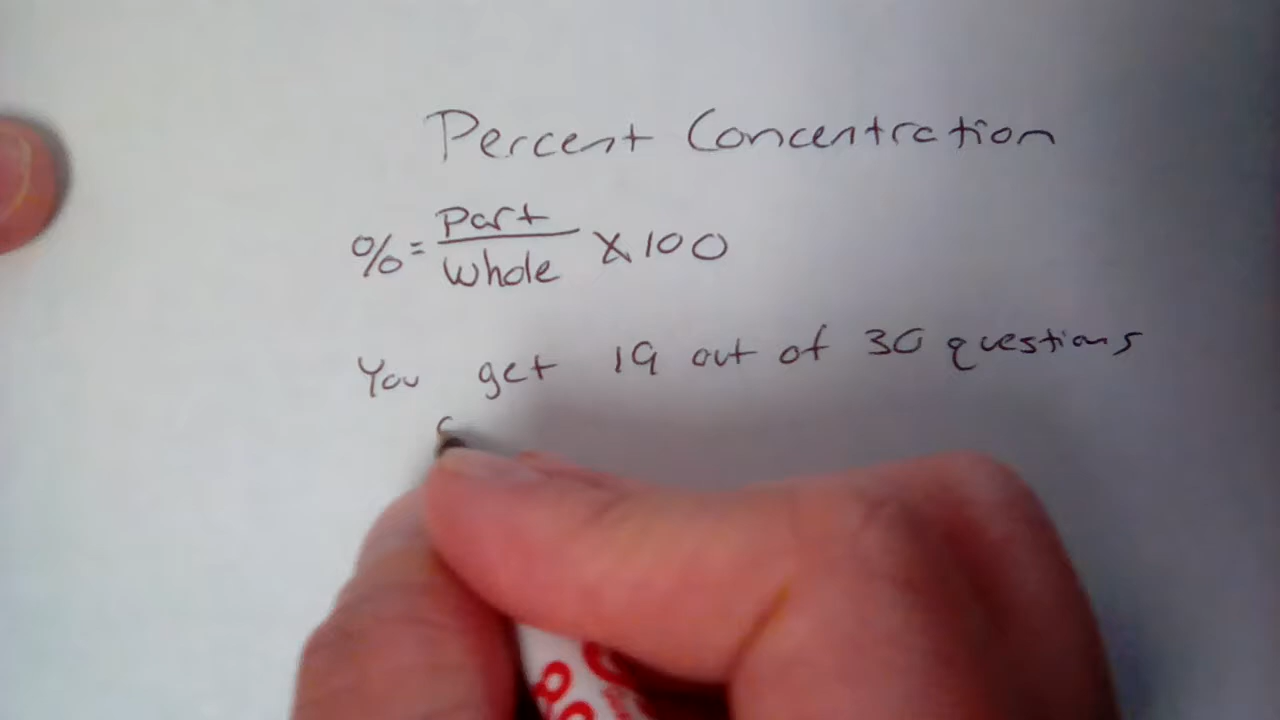 Percent Concentration
% = Part
Whole × 100
You get 19 out of 30 questions